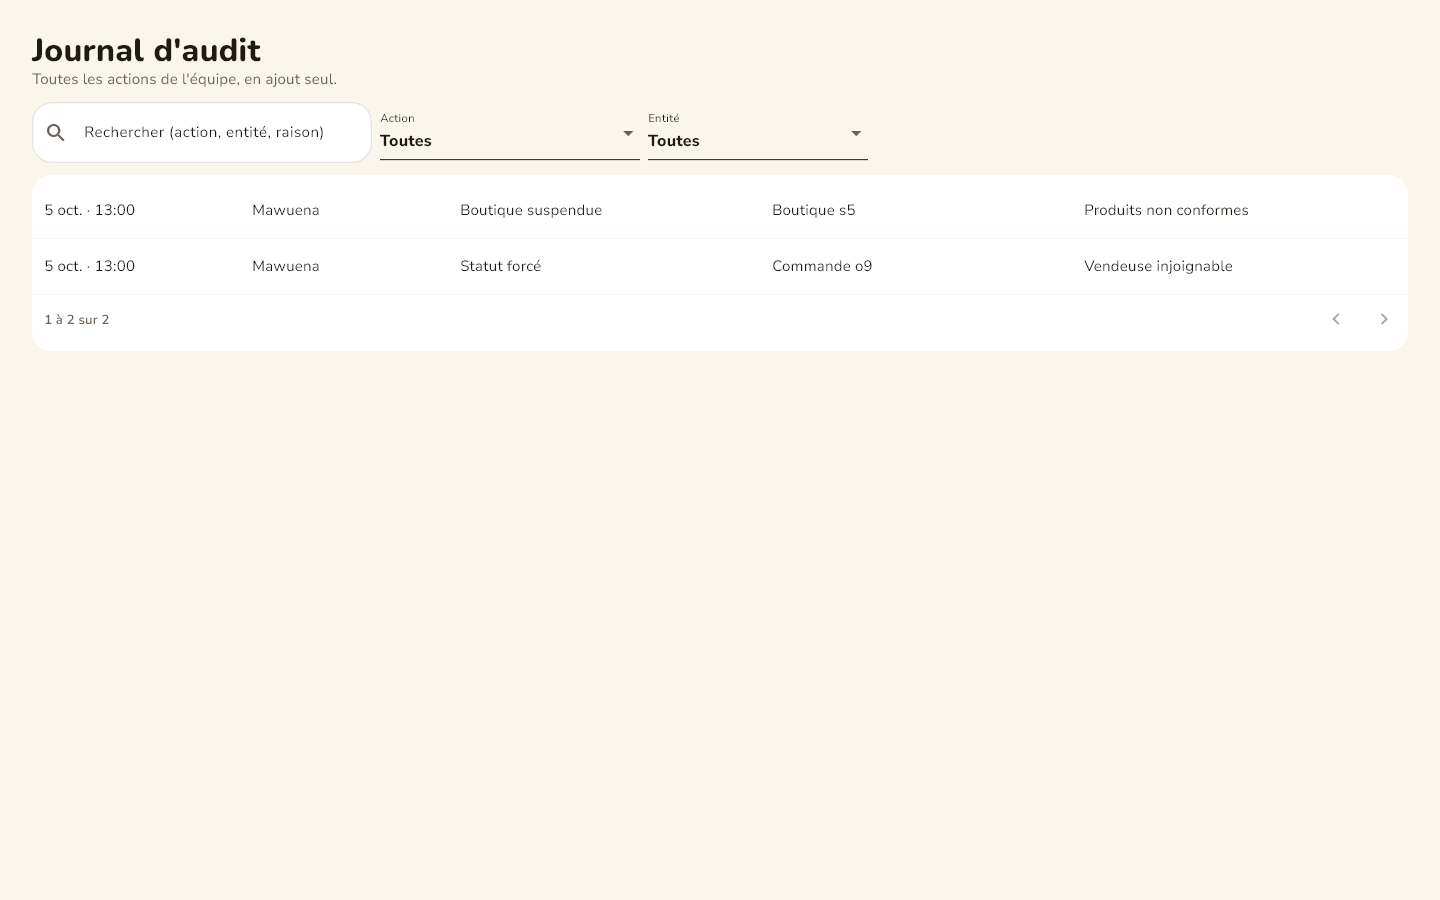 Journal d'audit
Toutes les actions de l'équipe, en ajout seul.
Rechercher (action, entité, raison)
Action
Toutes
Entité
Toutes
5 oct. · 13:00 Mawuena Boutique suspendue Boutique s5 Produits non conformes
5 oct. · 13:00 Mawuena Statut forcé Commande o9 Vendeuse injoignable
1 à 2 sur 2